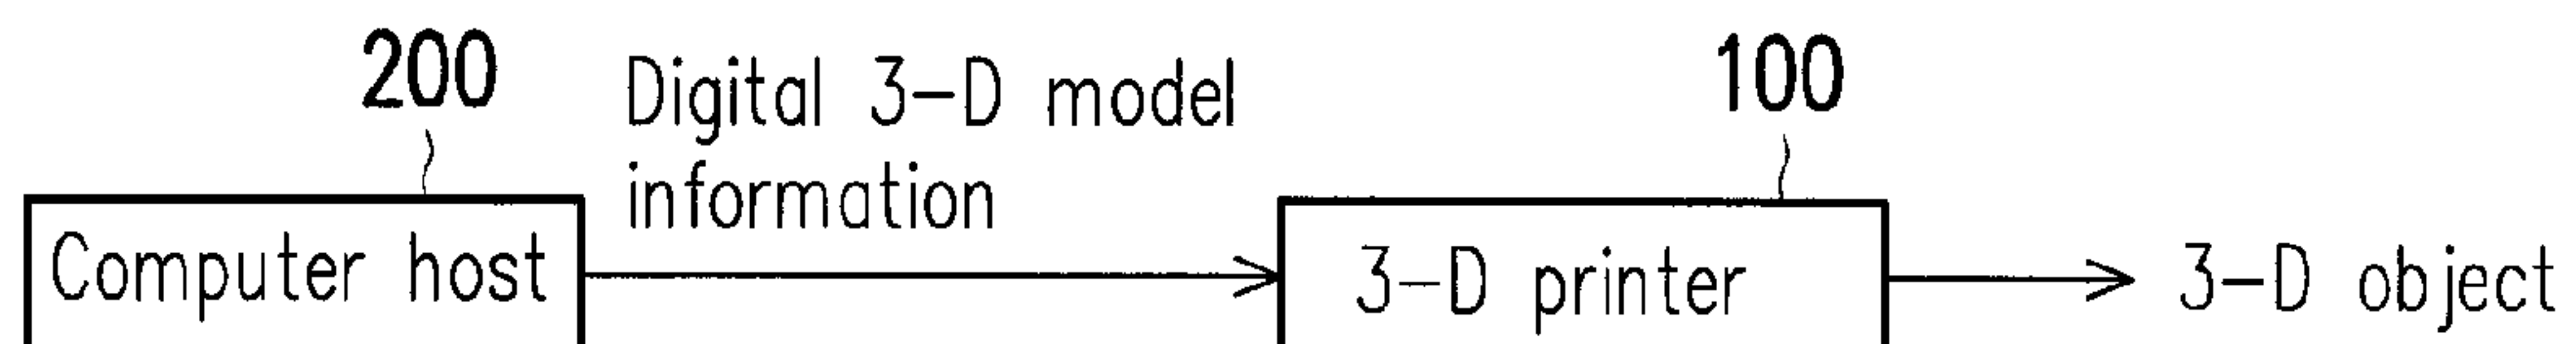 200
Digital 3-D model
information
100
Computer host
3-D printer
3-D object